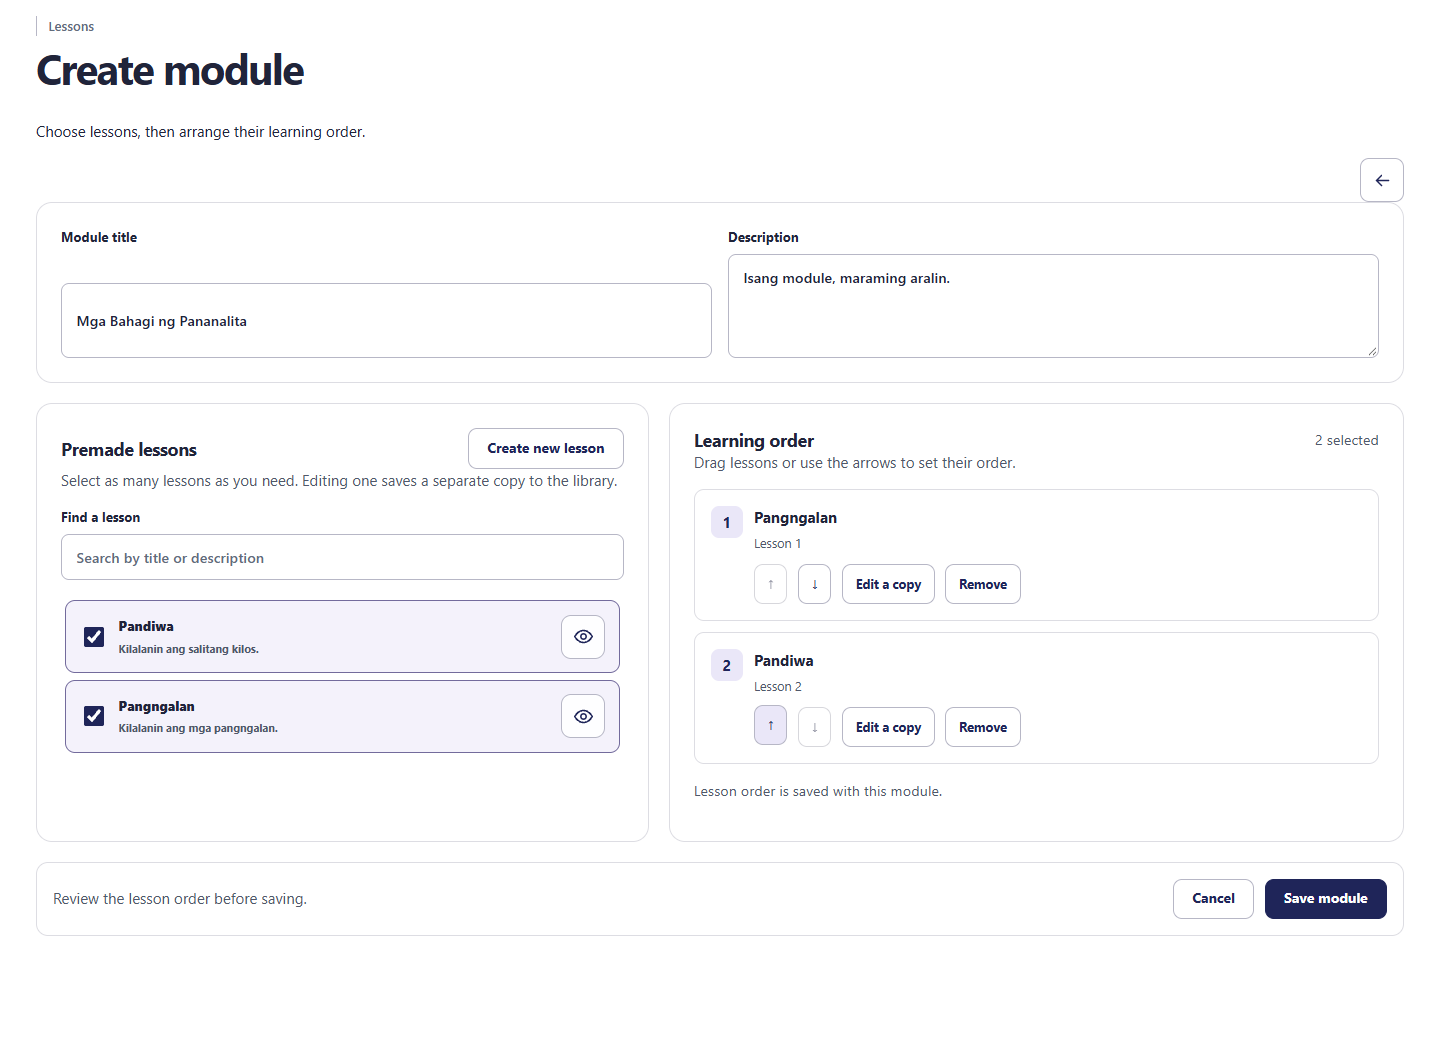 Lessons
Create module
Choose lessons, then arrange their learning order.
←
Module title
Mga Bahagi ng Pananalita
Description
Isang module, maraming aralin.
Premade lessons
Create new lesson
Select as many lessons as you need. Editing one saves a separate copy to the library.
Find a lesson
Search by title or description
Pandiwa
Kilalanin ang salitang kilos.
Pangngalan
Kilalanin ang mga pangngalan.
Learning order
2 selected
Drag lessons or use the arrows to set their order.
1 Pangngalan
Lesson 1
↑ ↓ Edit a copy Remove
2 Pandiwa
Lesson 2
↑ ↓ Edit a copy Remove
Lesson order is saved with this module.
Review the lesson order before saving.
Cancel Save module